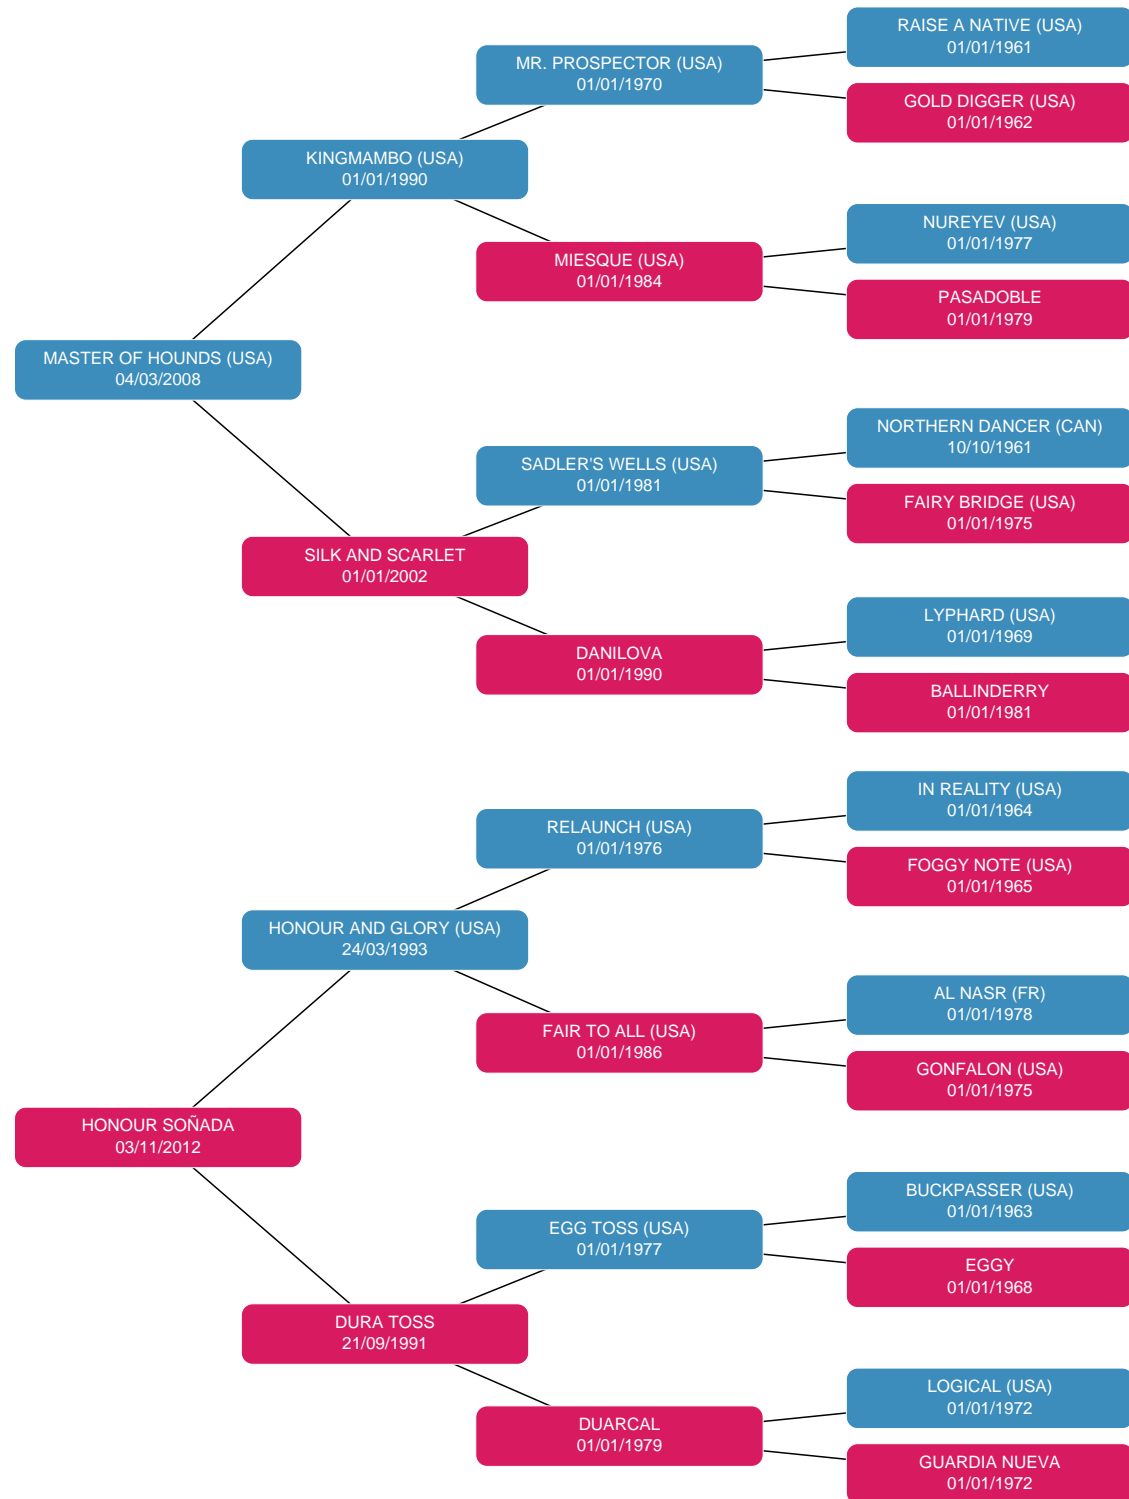 RAISE A NATIVE (USA)
01/01/1961
MR. PROSPECTOR (USA)
01/01/1970
GOLD DIGGER (USA)
01/01/1962
KINGMAMBO (USA)
01/01/1990
NUREYEV (USA)
01/01/1977
MIESQUE (USA)
01/01/1984
PASADOBLE
01/01/1979
MASTER OF HOUNDS (USA)
04/03/2008
NORTHERN DANCER (CAN)
10/10/1961
SADLER'S WELLS (USA)
01/01/1981
FAIRY BRIDGE (USA)
01/01/1975
SILK AND SCARLET
01/01/2002
LYPHARD (USA)
01/01/1969
DANILOVA
01/01/1990
BALLINDERRY
01/01/1981
IN REALITY (USA)
01/01/1964
RELAUNCH (USA)
01/01/1976
FOGGY NOTE (USA)
01/01/1965
HONOUR AND GLORY (USA)
24/03/1993
AL NASR (FR)
01/01/1978
FAIR TO ALL (USA)
01/01/1986
GONFALON (USA)
01/01/1975
HONOUR SOÑADA
03/11/2012
BUCKPASSER (USA)
01/01/1963
EGG TOSS (USA)
01/01/1977
EGGY
01/01/1968
DURA TOSS
21/09/1991
LOGICAL (USA)
01/01/1972
DUARCAL
01/01/1979
GUARDIA NUEVA
01/01/1972